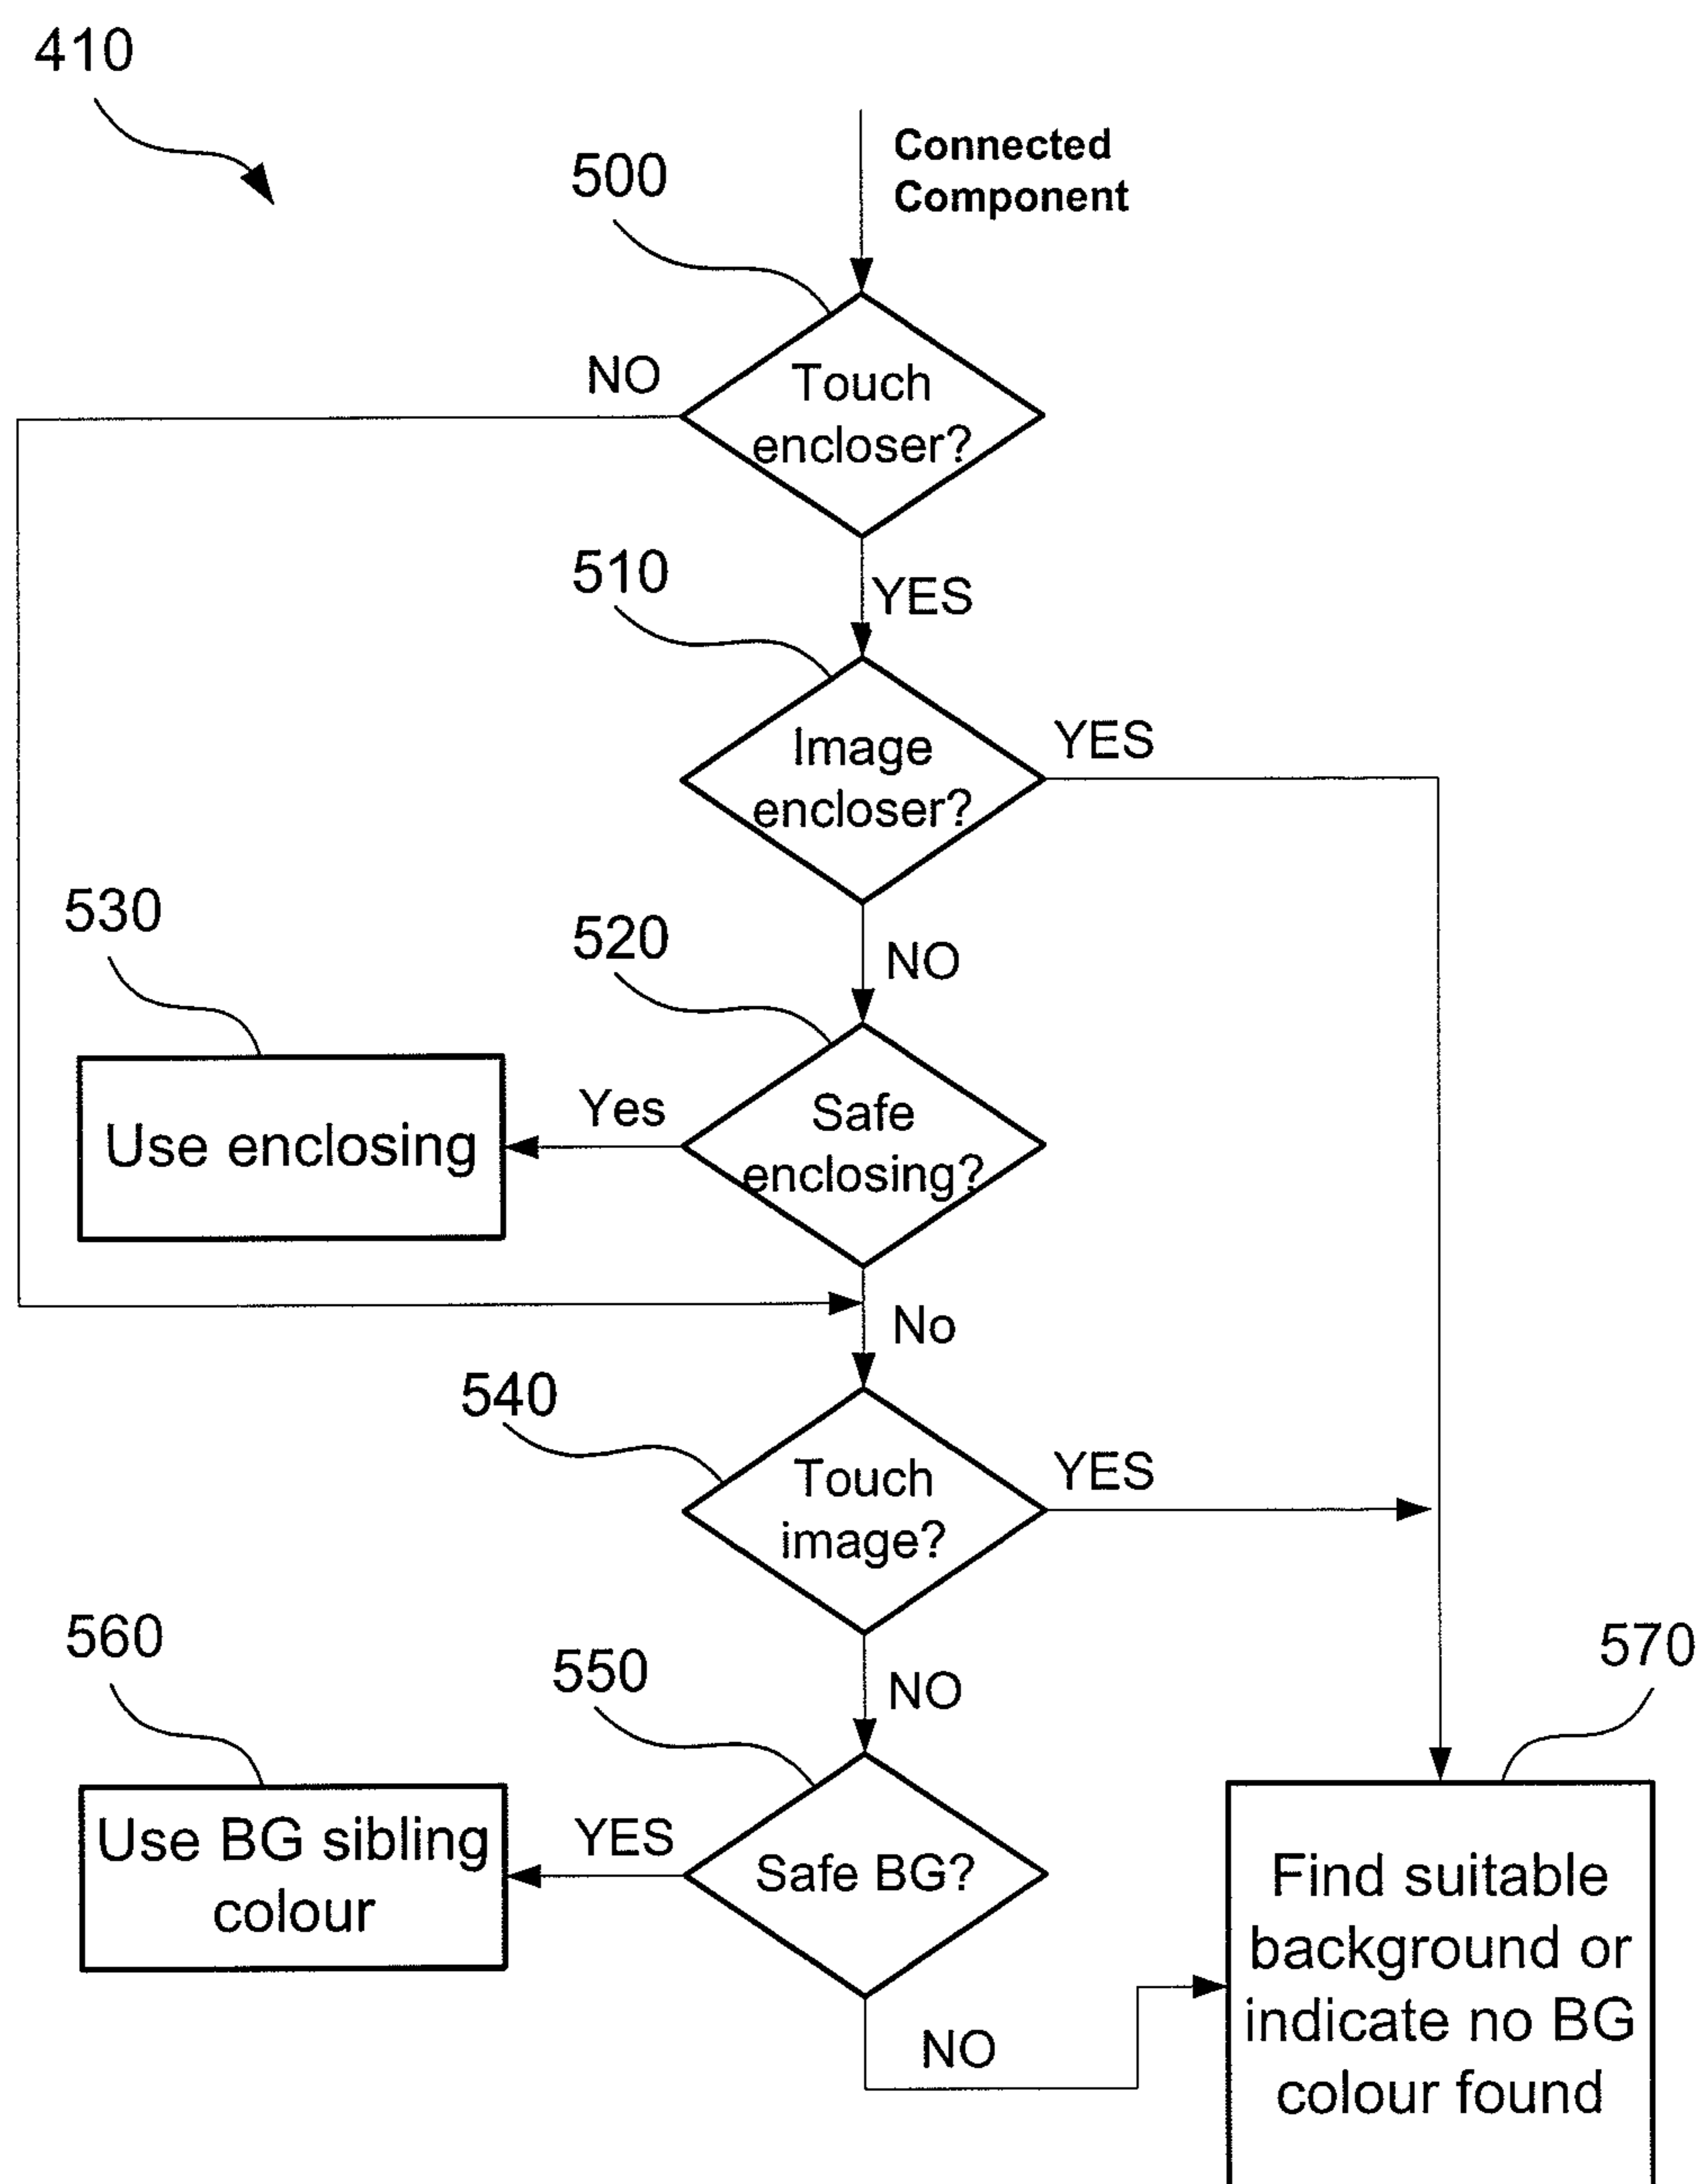 410
Connected
Component
500
NO
Touch
encloser?
510
YES
Image
encloser?
YES
530
520
NO
Use enclosing
Yes
Safe
enclosing?
No
540
Touch
image?
YES
560
550
NO
570
Use BG sibling
colour
YES
Safe BG?
NO
Find suitable
background or
indicate no BG
colour found